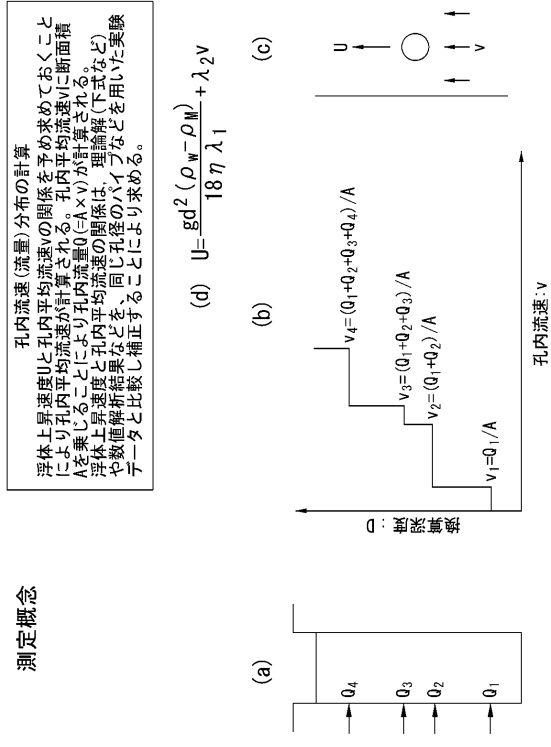 測定概念
孔内流速(流量)分布の計算
浮体上昇速度Uと孔内平均流速vの関係を予め求めておくこと
により孔内平均流速が計算される。孔内平均流速vに断面積
Aを乗じることにより孔内流量Q(=A×v)が計算される。
浮体上昇速度と孔内平均流速の関係は、理論解(下式など)
や数値解析結果などを、同じ孔径のパイプなどを用いた実験
データと比較し補正することにより求める。
(d) U=gd²(ρw-ρM)/18ηλ₁+λ₂v
(a)
Q₄
Q₃
Q₂
Q₁
(b)
換算深度:D
v₄=(Q₁+Q₂+Q₃+Q₄)/A
v₃=(Q₁+Q₂+Q₃)/A
v₂=(Q₁+Q₂)/A
v₁=Q₁/A
孔内流速:v
(c)
U
v